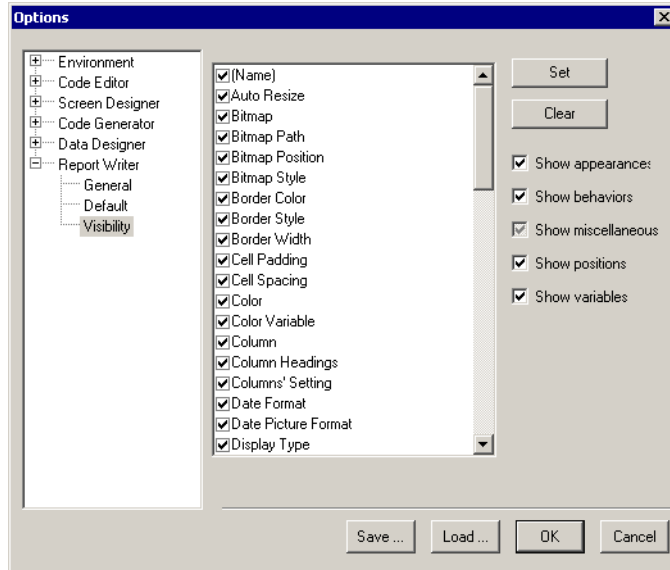 Options
Environment
Code Editor
Screen Designer
Code Generator
Data Designer
Report Writer
General
Default
Visibility
(Name)
Auto Resize
Bitmap
Bitmap Path
Bitmap Position
Bitmap Style
Border Color
Border Style
Border Width
Cell Padding
Cell Spacing
Color
Color Variable
Column
Column Headings
Columns' Setting
Date Format
Date Picture Format
Display Type
Set
Clear
Show appearances
Show behaviors
Show miscellaneous
Show positions
Show variables
Save ...
Load ...
OK
Cancel